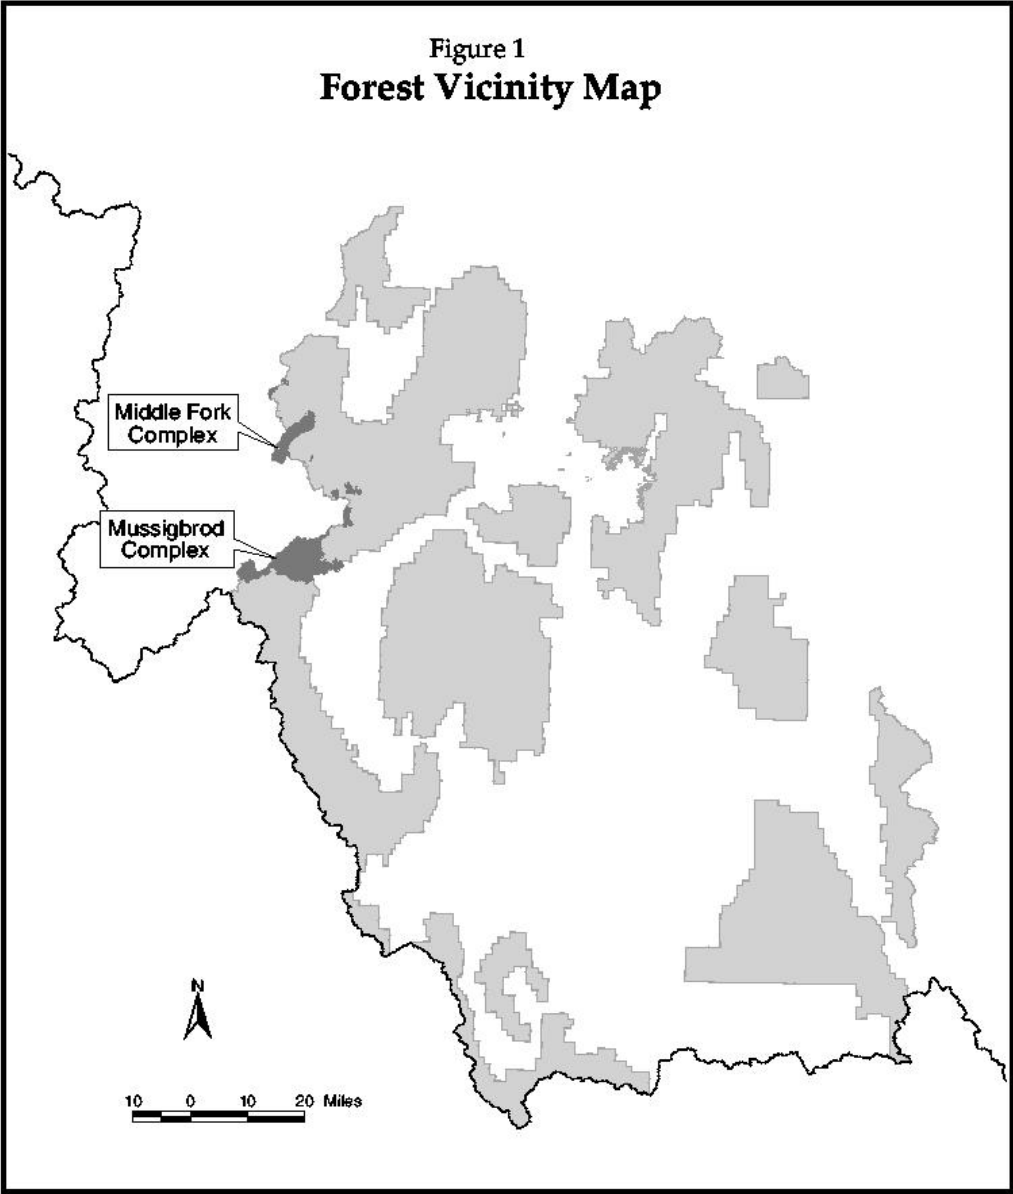 Figure 1
Forest Vicinity Map
Middle Fork
Complex
Mussigbrod
Complex
N
10 0 10 20 Miles